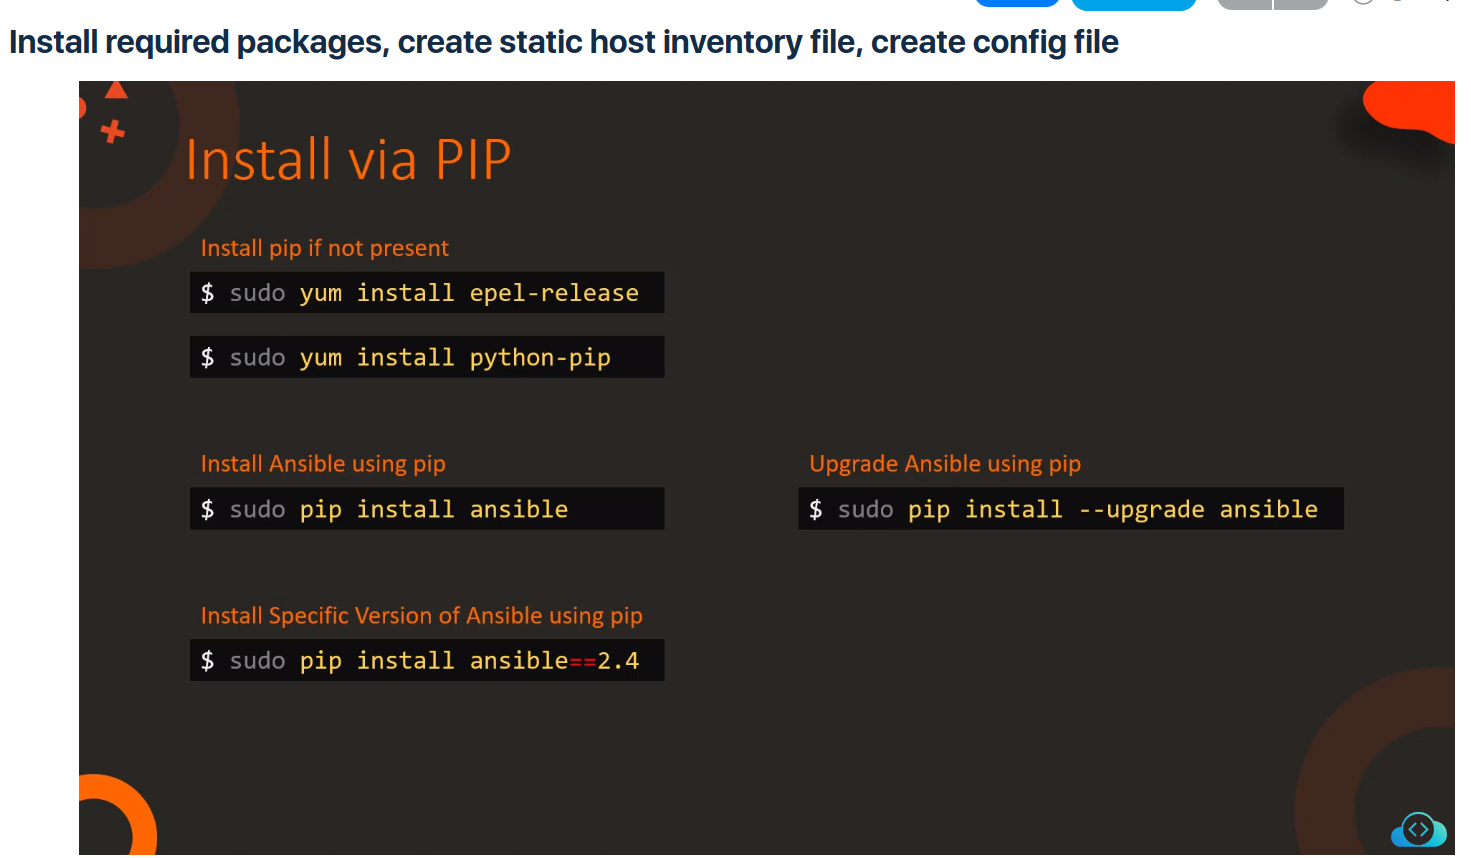 Install required packages, create static host inventory file, create config file
Install via PIP
Install pip if not present
$ sudo yum install epel-release
$ sudo yum install python-pip
Install Ansible using pip
$ sudo pip install ansible
Upgrade Ansible using pip
$ sudo pip install --upgrade ansible
Install Specific Version of Ansible using pip
$ sudo pip install ansible==2.4